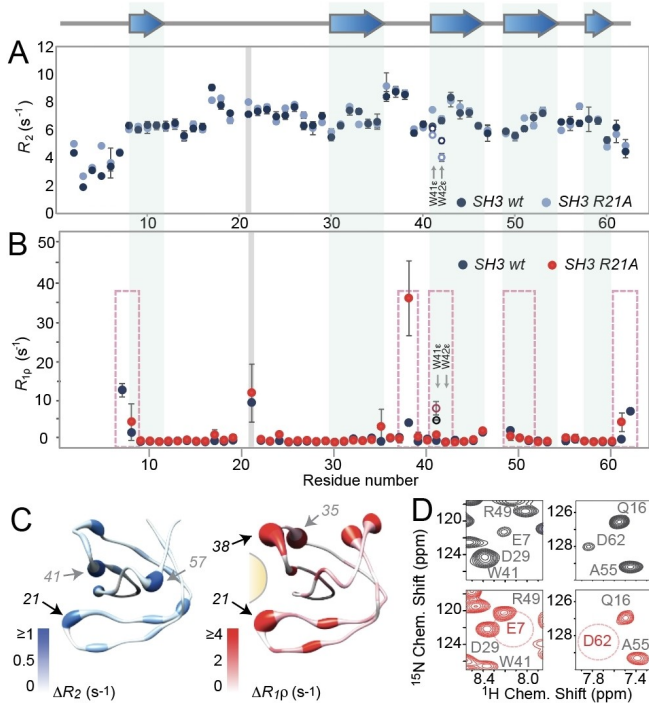 A
12
10
8
6
4
2
0
R2 (s-1)
W41ε
W42ε
SH3 wt
SH3 R21A
10
20
30
40
50
60
B
50
40
30
20
10
0
R1ρ (s-1)
SH3 wt
SH3 R21A
W41ε
W42ε
10
20
30
40
50
60
Residue number
C
41
57
21
≥1
0.5
0
ΔR2 (s-1)
35
38
21
≥4
2
0
ΔR1ρ (s-1)
D
120
124
R49
E7
D29
W41
126
128
Q16
D62
A55
120
124
126
R49
E7
D29
W41
126
128
Q16
D62
A55
8.4
8.0
7.8
7.4
15N Chem. Shift (ppm)
1H Chem. Shift (ppm)